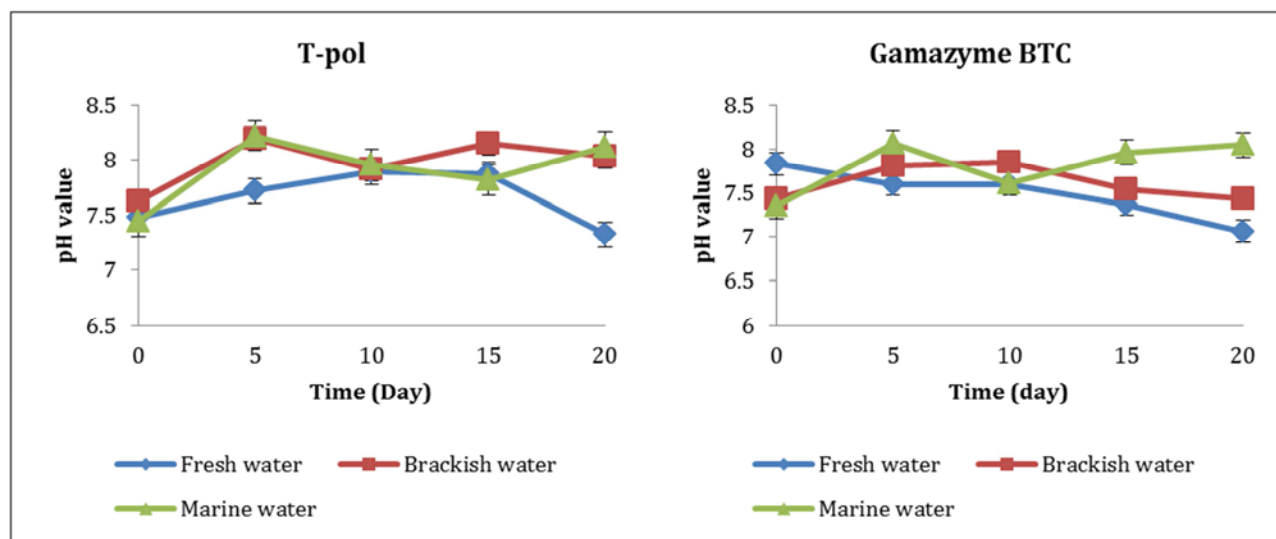 T-pol
8.5
8
7.5
7
6.5
pH value
0 5 10 15 20
Time (Day)
Fresh water Brackish water
Marine water
Gamazyme BTC
8.5
8
7.5
7
6.5
6
pH value
0 5 10 15 20
Time (day)
Fresh water Brackish water
Marine water